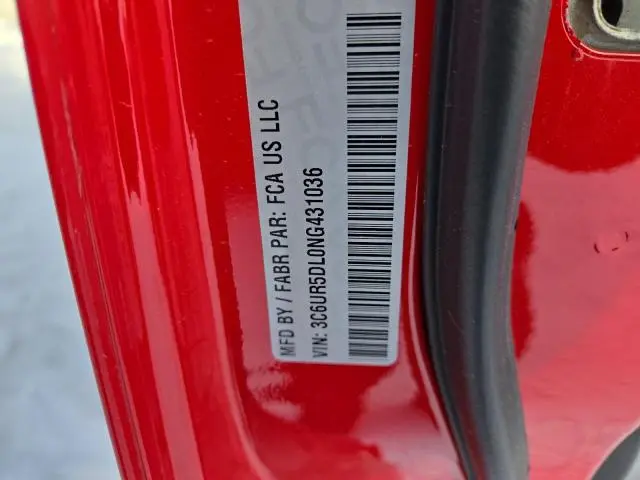 MFD BY / FABR PAR: FCA US LLC
VIN: 3C6UR5DL0NG431036